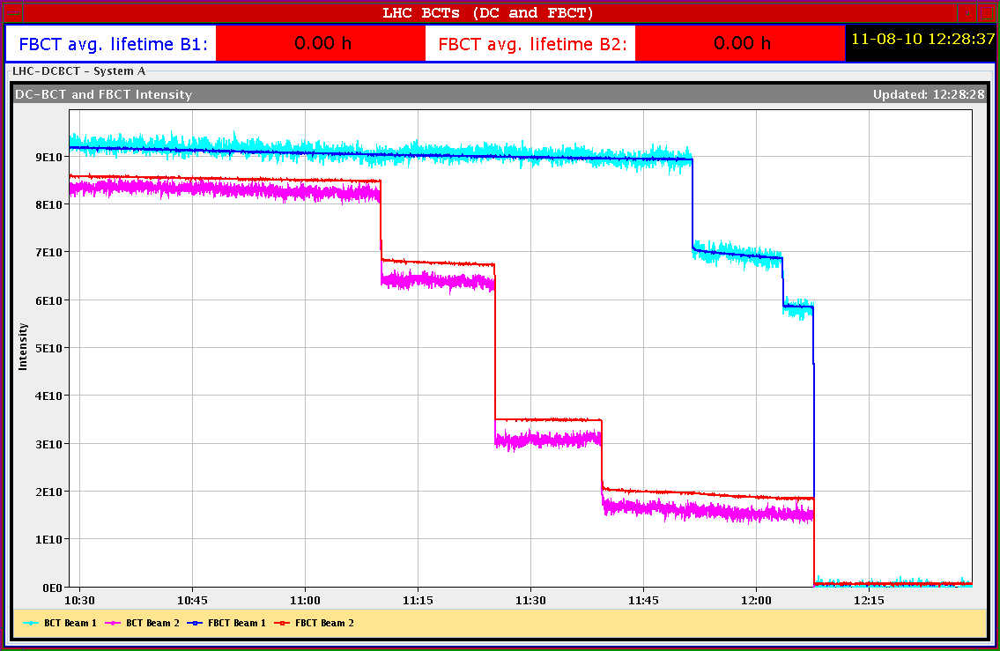 LHC BCTs (DC and FBCT)
FBCT avg. lifetime B1: 0.00 h FBCT avg. lifetime B2: 0.00 h 11-08-10 12:28:37
LHC-DCBCT - System A
DC-BCT and FBCT Intensity Updated: 12:28:28
9E10
8E10
7E10
6E10
5E10
4E10
3E10
2E10
1E10
0E0
Intensity
10:30 10:45 11:00 11:15 11:30 11:45 12:00 12:15
BCT Beam 1 BCT Beam 2 FBCT Beam 1 FBCT Beam 2